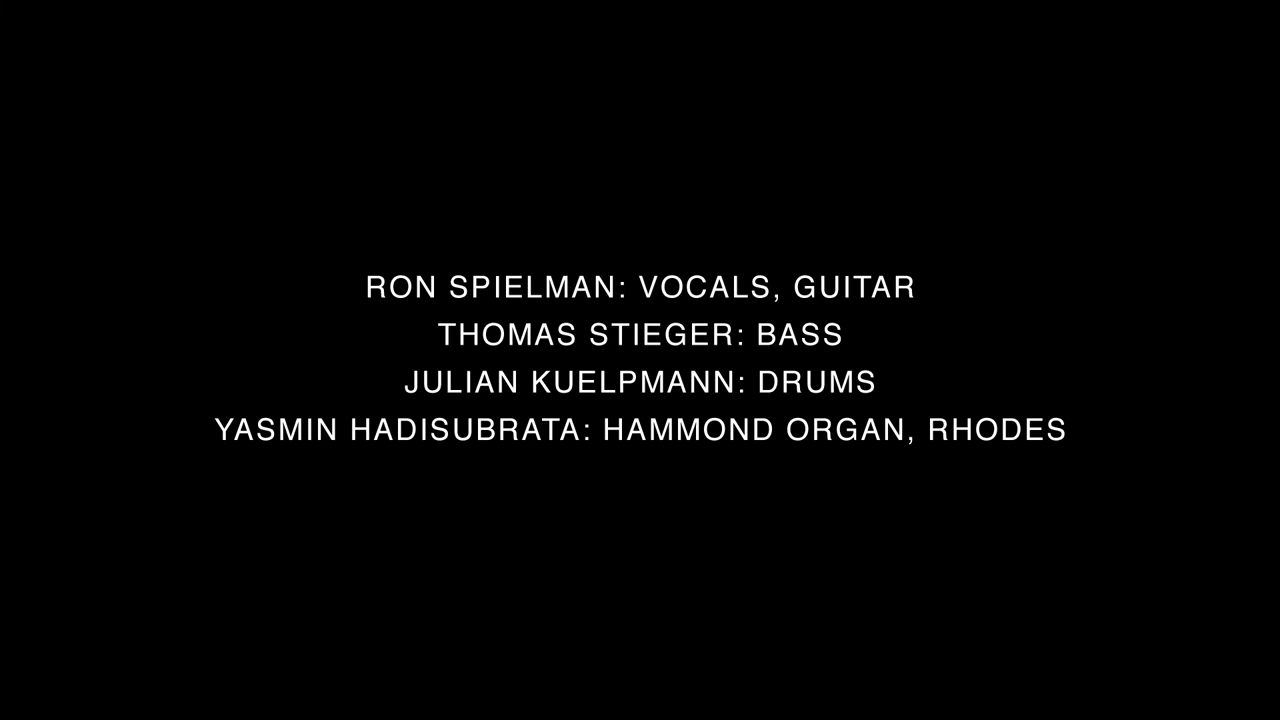 RON SPIELMAN: VOCALS, GUITAR
THOMAS STIEGER: BASS
JULIAN KUELPMANN: DRUMS
YASMIN HADISUBRATA: HAMMOND ORGAN, RHODES